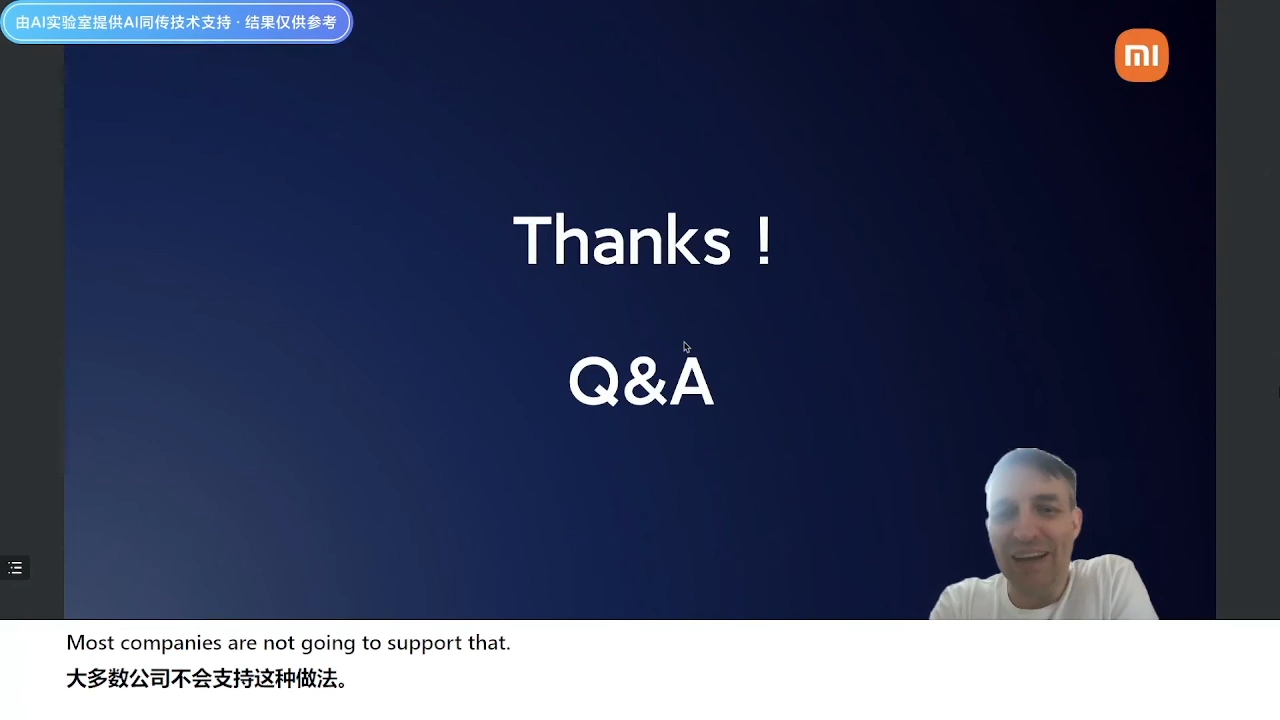 由AI实验室提供AI同传技术支持 · 结果仅供参考
mi
Thanks！
Q&A
Most companies are not going to support that.
大多数公司不会支持这种做法。